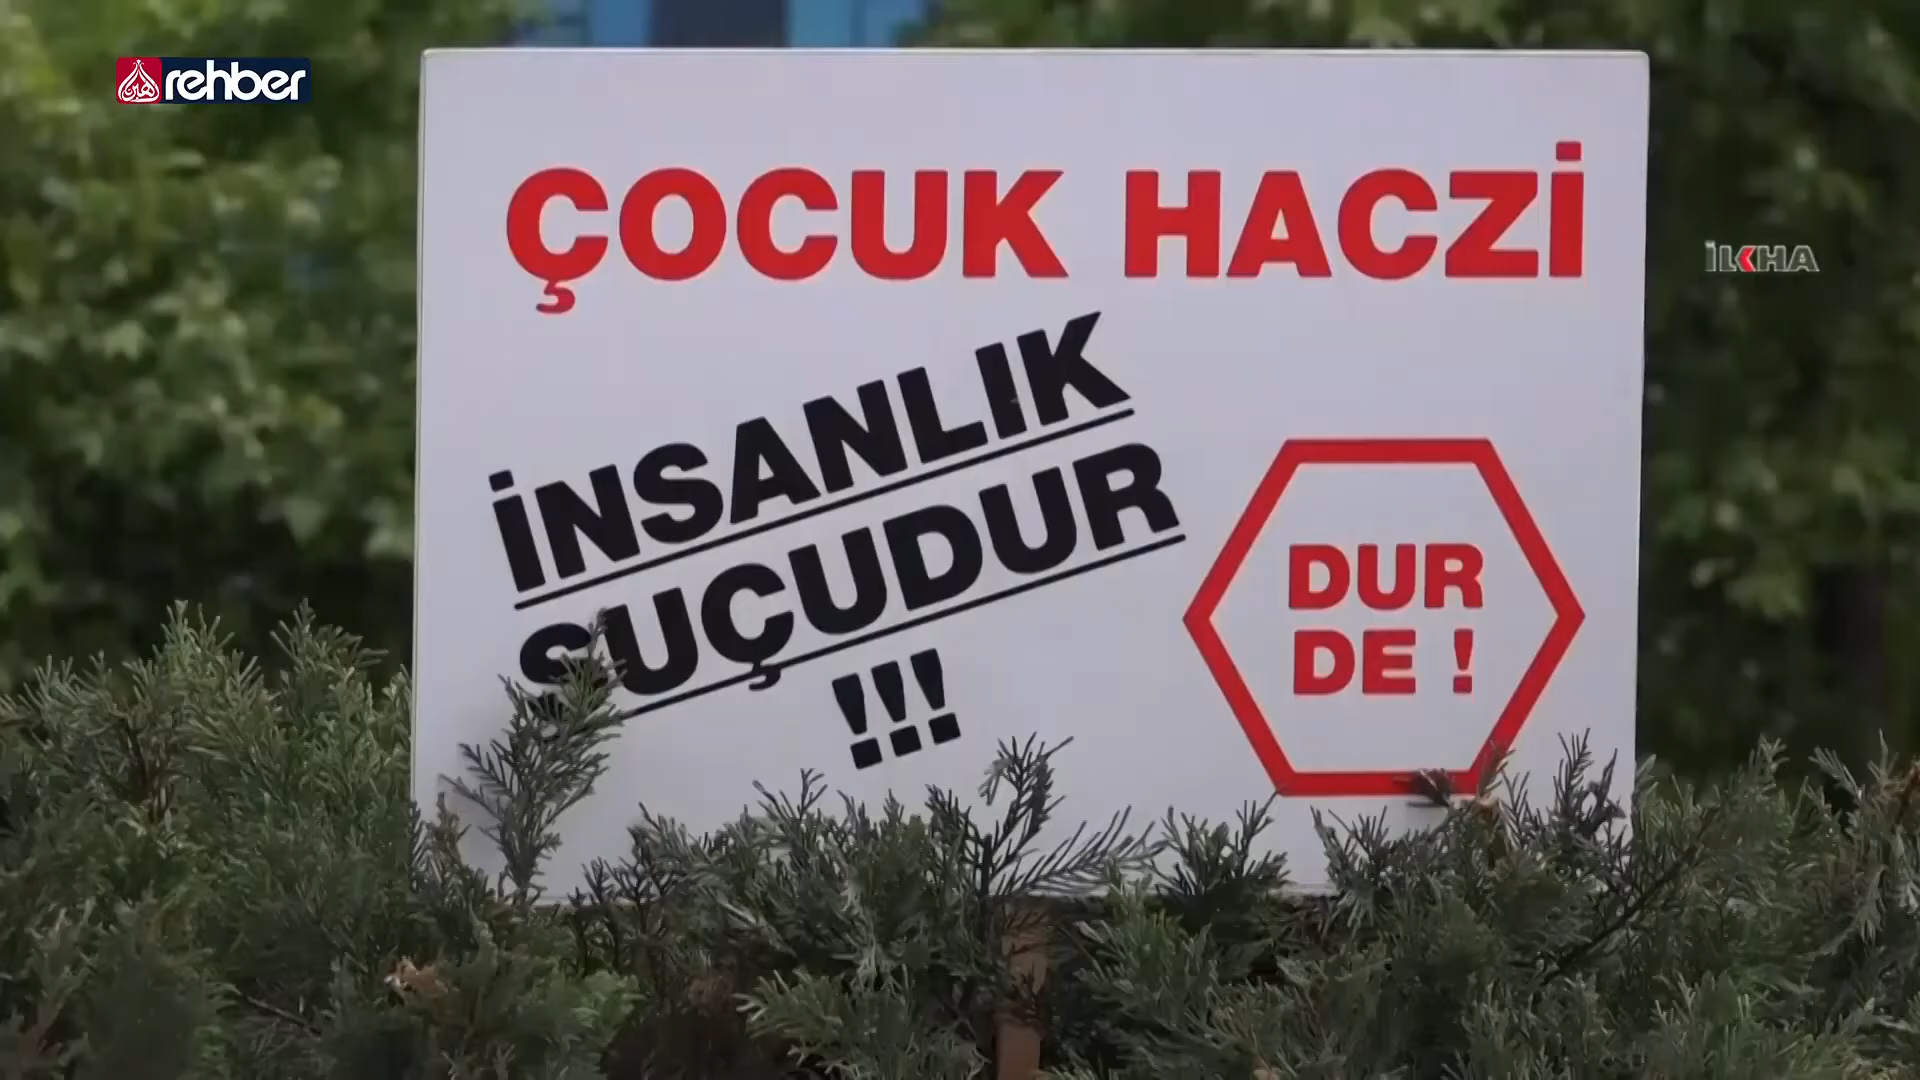 rehber
ÇOCUK HACZİ
İLKHA
İNSANLIK
SUÇUDUR
!!!
DUR
DE !